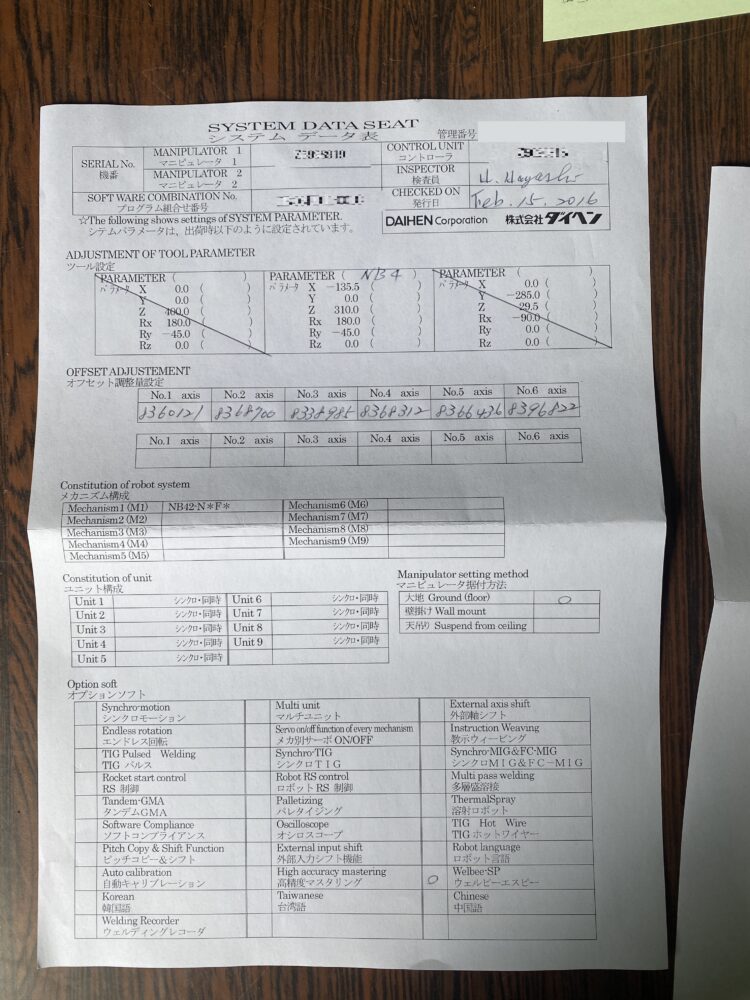 SYSTEM DATA SEAT
システム データ表
管理番号
SERIAL No.
機番
MANIPULATOR 1
マニピュレータ 1
MANIPULATOR 2
マニピュレータ 2
CONTROL UNIT
コントローラ
INSPECTOR
検査員
H. Hayashi
SOFT WARE COMBINATION No.
プログラム組合せ番号
CHECKED ON
発行日
Feb. 15. 2016
☆The following shows settings of SYSTEM PARAMETER.
シテムパラメータは、出荷時以下のように設定されています。
DAIHEN Corporation 株式会社ダイヘン
ADJUSTMENT OF TOOL PARAMETER
ツール設定
PARAMETER ( )
パラメータ X 0.0 ( )
Y 0.0 ( )
Z 400.0 ( )
Rx 180.0 ( )
Ry -45.0 ( )
Rz 0.0 ( )
PARAMETER ( NB4 )
パラメータ X -135.5 ( )
Y 0.0 ( )
Z 310.0 ( )
Rx 180.0 ( )
Ry -45.0 ( )
Rz 0.0 ( )
PARAMETER ( )
パラメータ X 0.0 ( )
Y -285.0 ( )
Z 29.5 ( )
Rx -90.0 ( )
Ry 0.0 ( )
Rz 0.0 ( )
OFFSET ADJUSTEMENT
オフセット調整量設定
No.1 axis No.2 axis No.3 axis No.4 axis No.5 axis No.6 axis
8360121 8368700 8338985 8368312 8366436 8396822
No.1 axis No.2 axis No.3 axis No.4 axis No.5 axis No.6 axis
Constitution of robot system
メカニズム構成
Mechanism1 (M1) NB42-N*F* Mechanism6 (M6)
Mechanism2 (M2) Mechanism7 (M7)
Mechanism3 (M3) Mechanism8 (M8)
Mechanism4 (M4) Mechanism9 (M9)
Mechanism5 (M5)
Constitution of unit
ユニット構成
Unit 1 シンクロ・同時 Unit 6 シンクロ・同時
Unit 2 シンクロ・同時 Unit 7 シンクロ・同時
Unit 3 シンクロ・同時 Unit 8 シンクロ・同時
Unit 4 シンクロ・同時 Unit 9 シンクロ・同時
Unit 5 シンクロ・同時
Manipulator setting method
マニピュレータ据付方法
大地 Ground (floor) ○
壁掛け Wall mount
天吊り Suspend from ceiling
Option soft
オプションソフト
Synchro-motion Multi unit External axis shift
シンクロモーション マルチユニット 外部軸シフト
Endless rotation Servo on/off function of every mechanism Instruction Weaving
エンドレス回転 メカ別サーボ ON/OFF 教示ウィービング
TIG Pulsed Welding Synchro-TIG Synchro-MIG&FC-MIG
TIG パルス シンクロTIG シンクロMIG&FC-MIG
Rocket start control Robot RS control Multi pass welding
RS 制御 ロボット RS 制御 多層盛溶接
Tandem-GMA Palletizing ThermalSpray
タンデムGMA パレタイジング 溶射ロボット
Software Compliance Oscilloscope TIG Hot Wire
ソフトコンプライアンス オシロスコープ TIG ホットワイヤー
Pitch Copy & Shift Function External input shift Robot language
ピッチコピー&シフト 外部入力シフト機能 ロボット言語
Auto calibration High accuracy mastering ○ Welbee-SP
自動キャリブレーション 高精度マスタリング ウェルビーエスピー
Korean Taiwanese Chinese
韓国語 台湾語 中国語
Welding Recorder
ウェルディングレコーダ